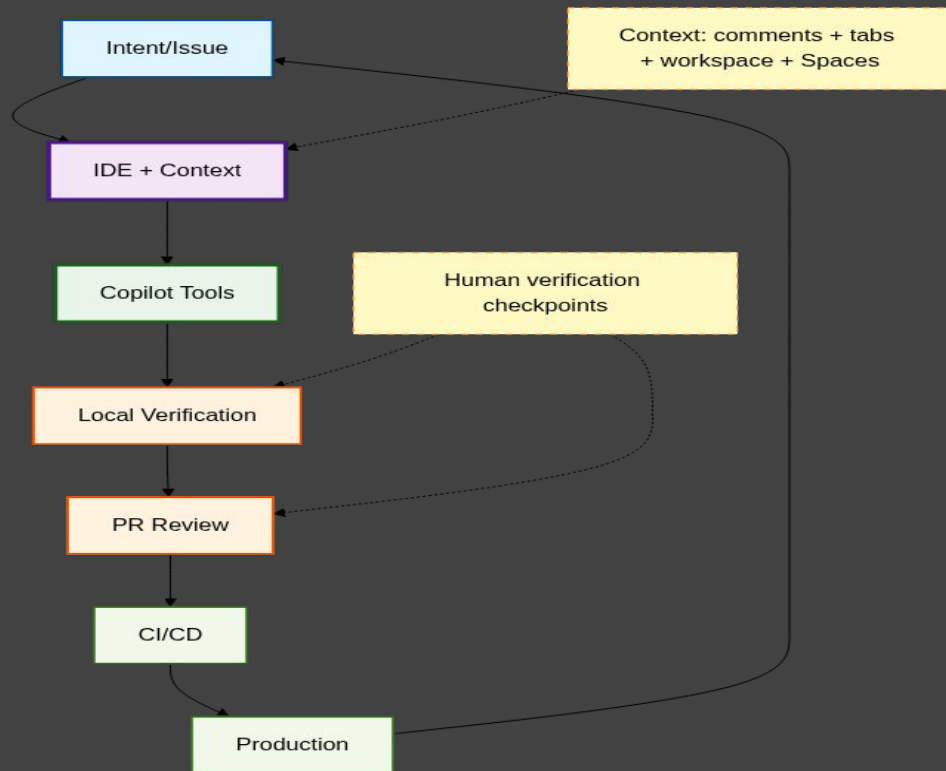 Intent/Issue
Context: comments + tabs
+ workspace + Spaces
IDE + Context
Copilot Tools
Human verification
checkpoints
Local Verification
PR Review
CI/CD
Production